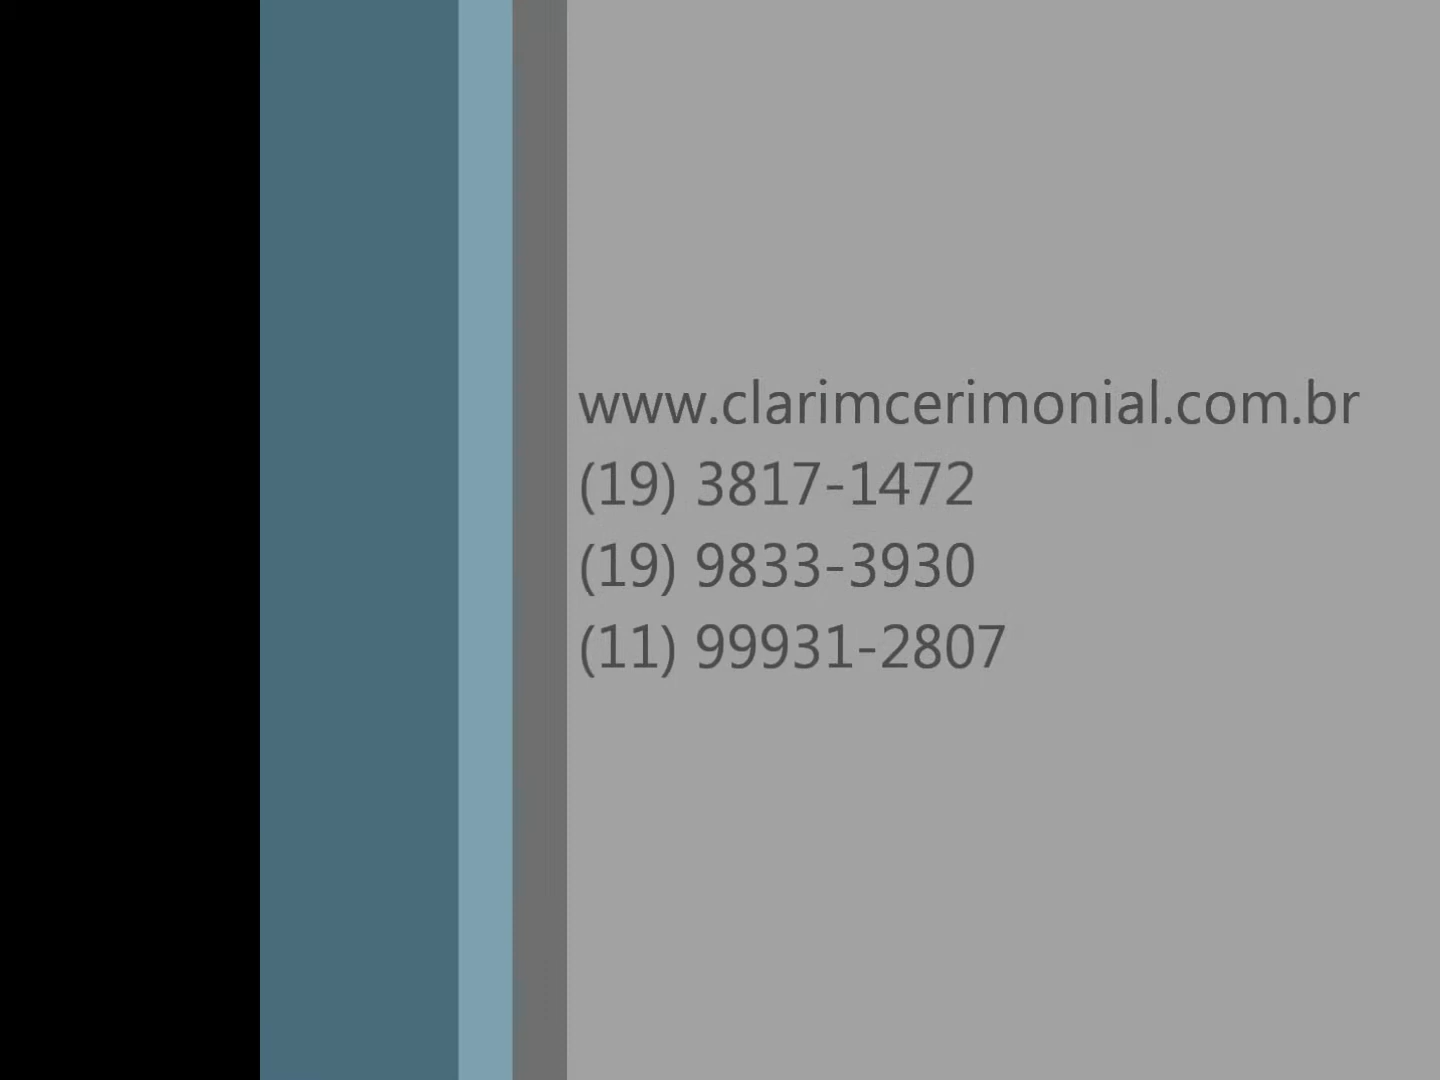 www.clarimcerimonial.com.br
(19) 3817-1472
(19) 9833-3930
(11) 99931-2807